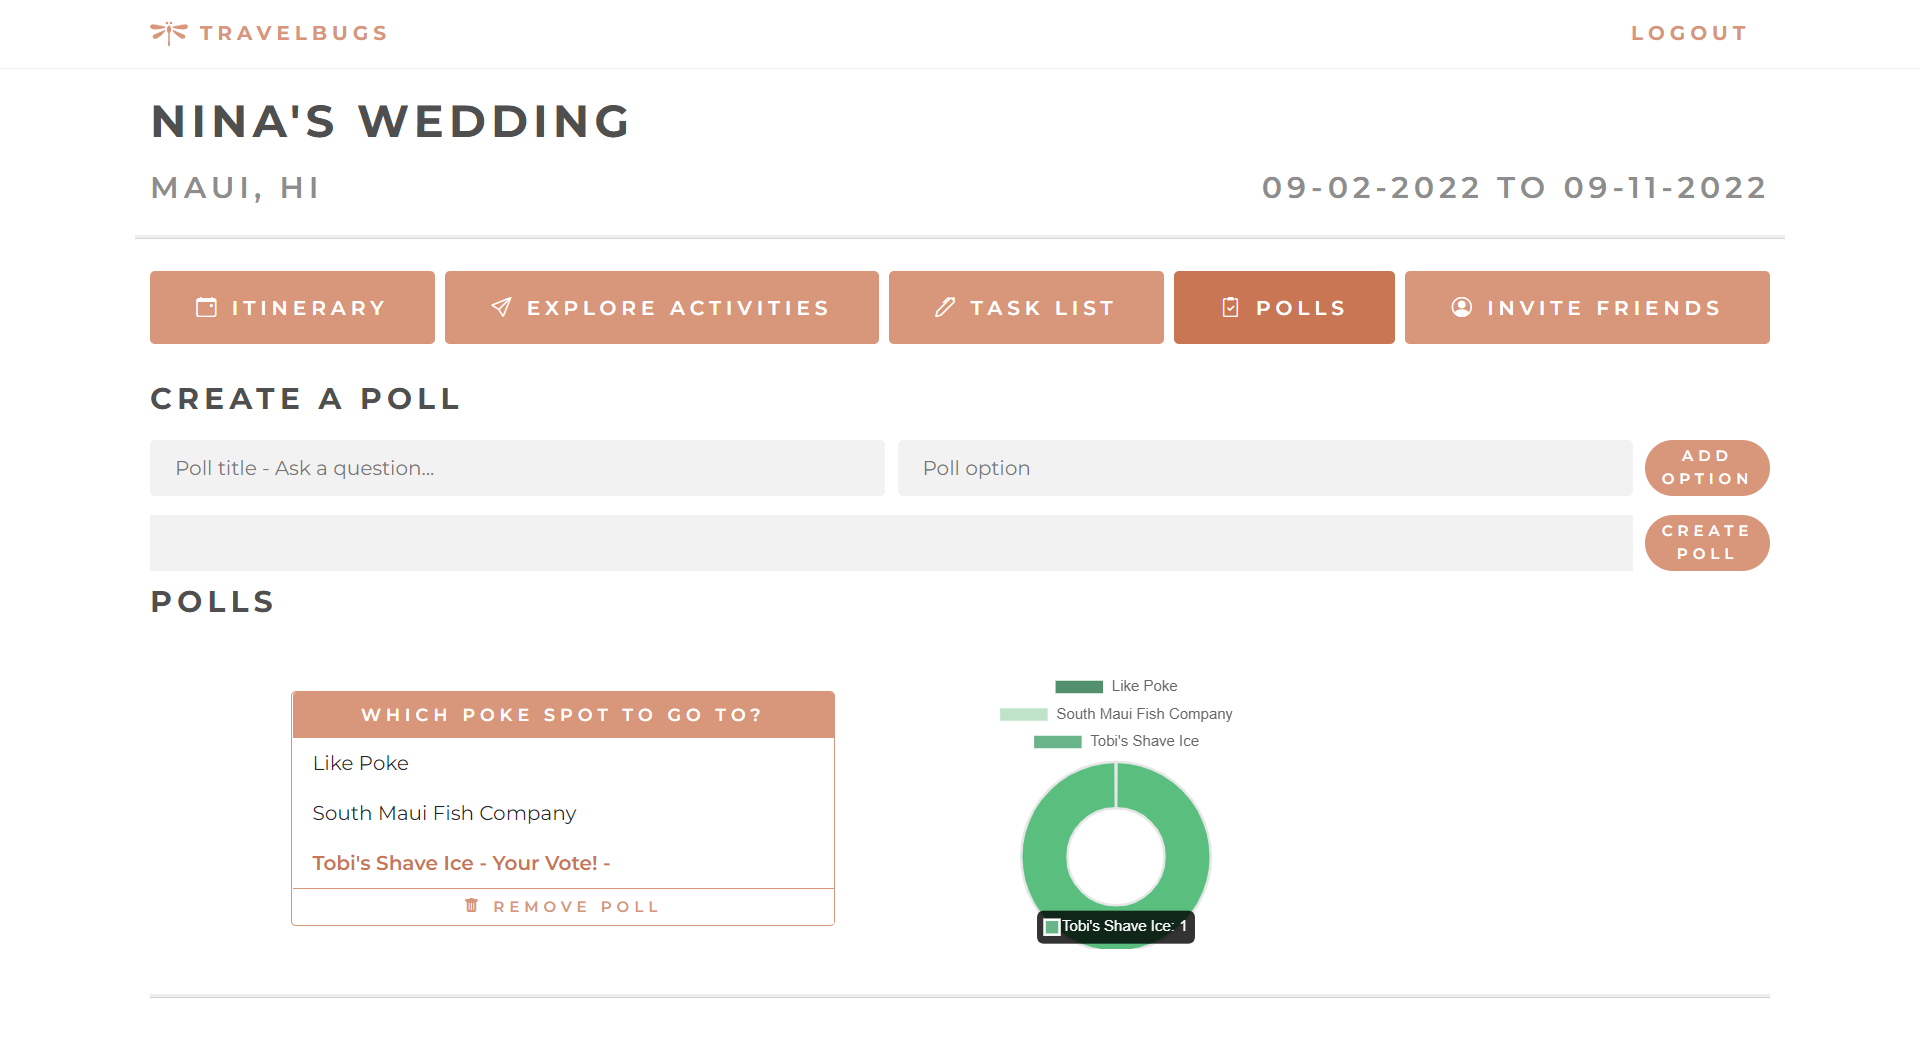 TRAVELBUGS
LOGOUT
NINA'S WEDDING
MAUI, HI
09-02-2022 TO 09-11-2022
ITINERARY
EXPLORE ACTIVITIES
TASK LIST
POLLS
INVITE FRIENDS
CREATE A POLL
Poll title - Ask a question...
Poll option
ADD
OPTION
CREATE
POLL
POLLS
WHICH POKE SPOT TO GO TO?
Like Poke
South Maui Fish Company
Tobi's Shave Ice - Your Vote! -
REMOVE POLL
Like Poke
South Maui Fish Company
Tobi's Shave Ice
Tobi's Shave Ice: 1